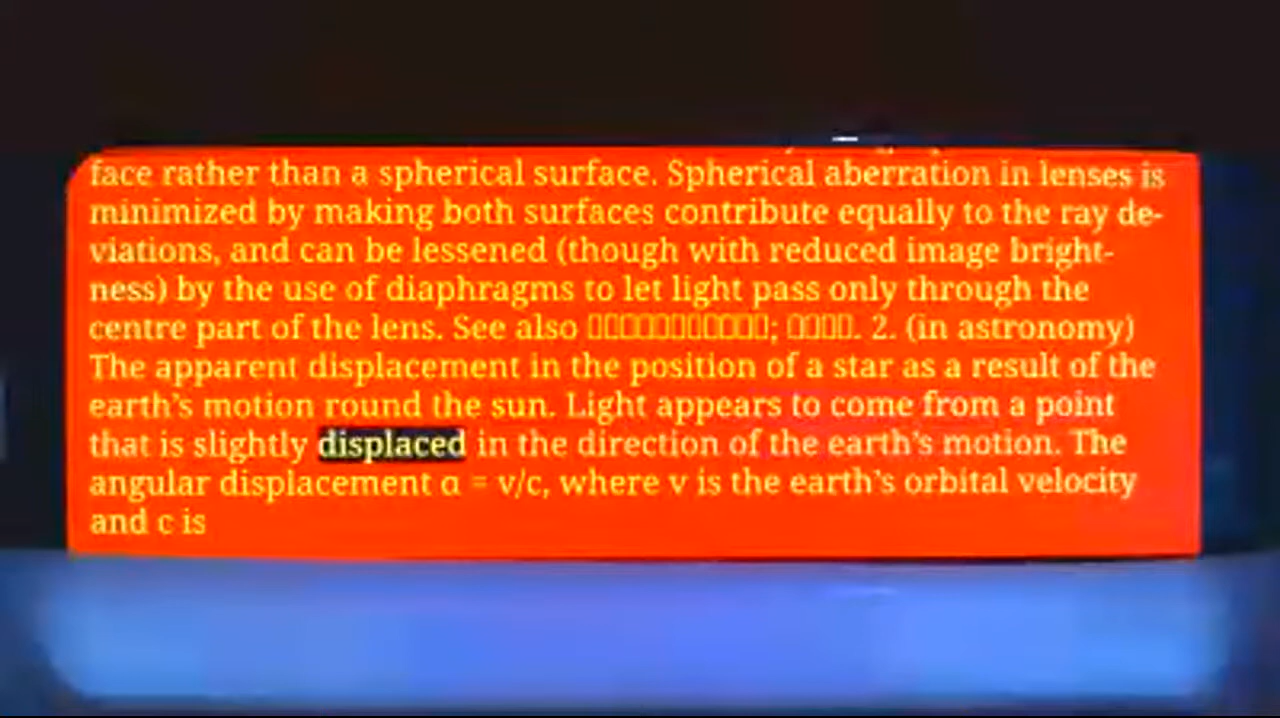 face rather than a spherical surface. Spherical aberration in lenses is
minimized by making both surfaces contribute equally to the ray de-
viations, and can be lessened (though with reduced image bright-
ness) by the use of diaphragms to let light pass only through the
centre part of the lens. See also ; . 2. (in astronomy)
The apparent displacement in the position of a star as a result of the
earth’s motion round the sun. Light appears to come from a point
that is slightly displaced in the direction of the earth’s motion. The
angular displacement α = v/c, where v is the earth’s orbital velocity
and c is